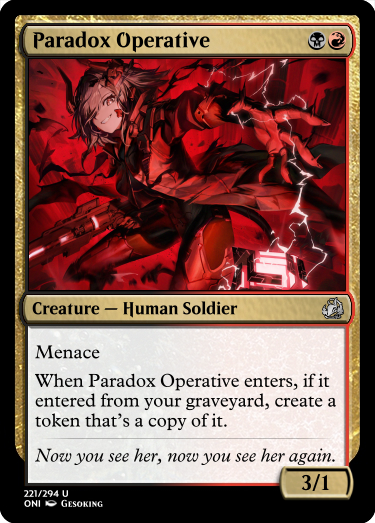 Paradox Operative
Creature — Human Soldier
Menace
When Paradox Operative enters, if it
entered from your graveyard, create a
token that's a copy of it.
Now you see her, now you see her again.
3/1
221/294 U
ONI Gesoking